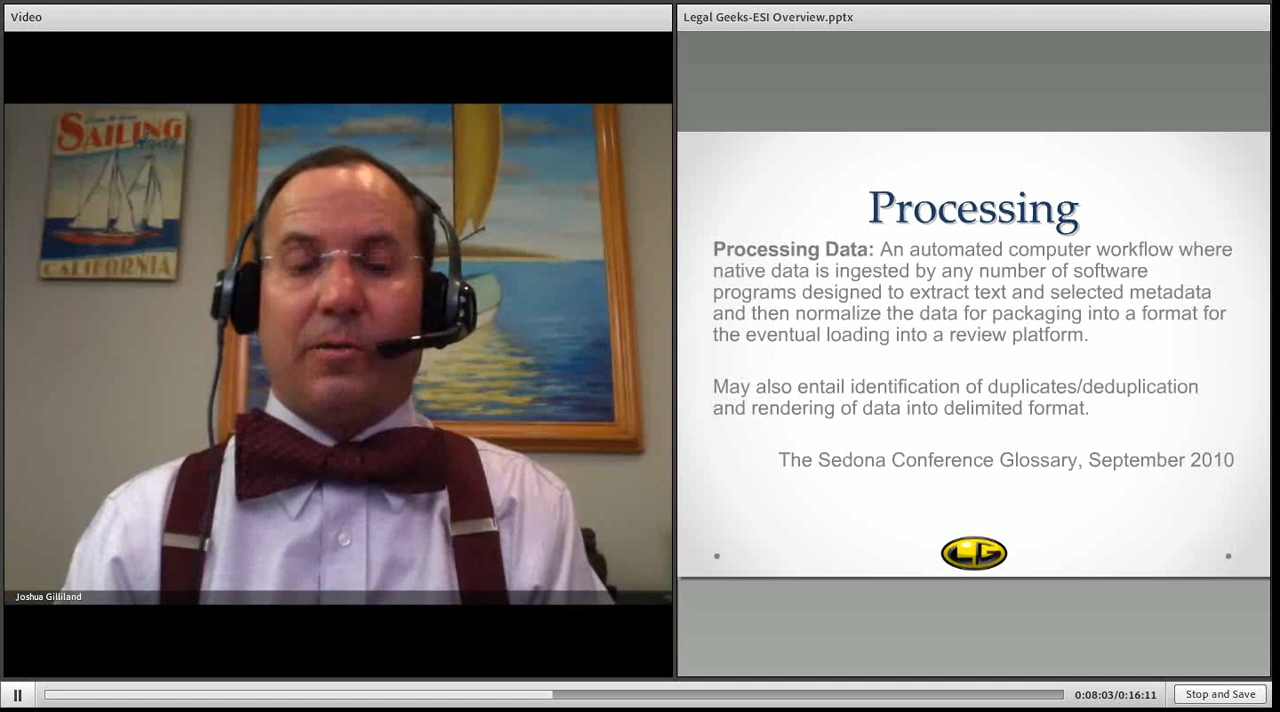 Video
Legal Geeks-ESI Overview.pptx
SAILING
CALIFORNIA
Joshua Gilliland
Processing
Processing Data: An automated computer workflow where
native data is ingested by any number of software
programs designed to extract text and selected metadata
and then normalize the data for packaging into a format for
the eventual loading into a review platform.
May also entail identification of duplicates/deduplication
and rendering of data into delimited format.
The Sedona Conference Glossary, September 2010
LG
0:08:03/0:16:11
Stop and Save